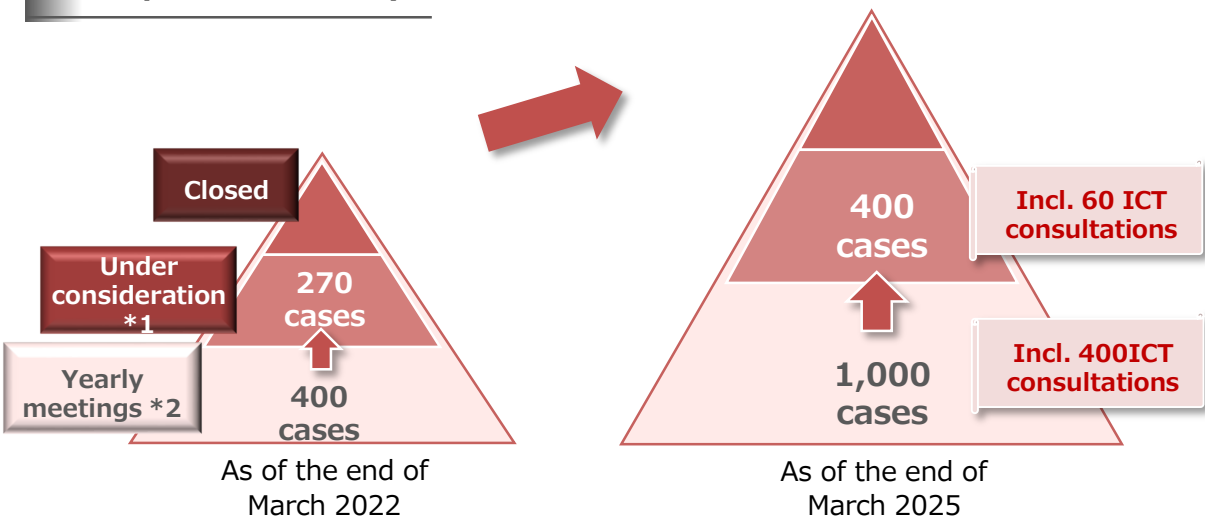 Closed
Under
consideration
*1
Yearly
meetings *2
270
cases
400
cases
As of the end of
March 2022
400
cases
1,000
cases
Incl. 60 ICT
consultations
Incl. 400ICT
consultations
As of the end of
March 2025